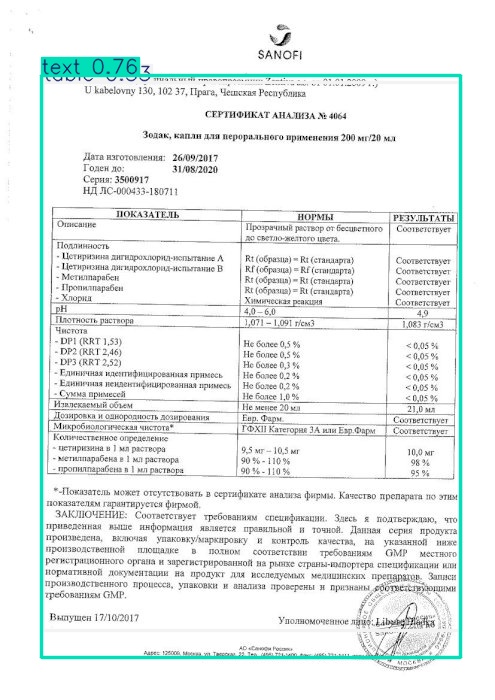 SANOFI
text 0.76
U kabelovny 130, 102 37, Прага, Чешская Республика
СЕРТИФИКАТ АНАЛИЗА № 4064
Зодак, капли для перорального применения 200 мг/20 мл
Дата изготовления: 26/09/2017
Годен до: 31/08/2020
Серия: 3500917
НД ЛС-000433-180711
ПОКАЗАТЕЛЬ НОРМЫ РЕЗУЛЬТАТЫ
Описание Прозрачный раствор от бесцветного Соответствует
до светло-желтого цвета.
Подлинность
- Цетиризина дигидрохлорид-испытание А Rt (образца) = Rt (стандарта) Соответствует
- Цетиризина дигидрохлорид-испытание В Rf (образца) = Rf (стандарта) Соответствует
- Метилпарабен Rt (образца) = Rt (стандарта) Соответствует
- Пропилпарабен Rt (образца) = Rt (стандарта) Соответствует
- Хлорид Химическая реакция Соответствует
pH 4,0 – 6,0 4,9
Плотность раствора 1,071 – 1,091 г/см3 1,083 г/см3
Чистота
- DP1 (RRT 1,53) Не более 0,5 % < 0,05 %
- DP2 (RRT 2,46) Не более 0,5 % < 0,05 %
- DP3 (RRT 2,52) Не более 0,3 % < 0,05 %
- Единичная идентифицированная примесь Не более 0,2 % < 0,05 %
- Единичная неидентифицированная примесь Не более 0,2 % < 0,05 %
- Сумма примесей Не более 1,0 % < 0,05 %
Извлекаемый объем Не менее 20 мл 21,0 мл
Дозировка и однородность дозирования Евр. Фарм. Соответствует
Микробиологическая чистота* ГФXII Категория 3А или Евр.Фарм Соответствует
Количественное определение
- цетиризина в 1 мл раствора 9,5 мг – 10,5 мг 10,0 мг
- метилпарабена в 1 мл раствора 90 % - 110 % 98 %
- пропилпарабена в 1 мл раствора 90 % - 110 % 95 %
*-Показатель может отсутствовать в сертификате анализа фирмы. Качество препарата по этим
показателям гарантируется фирмой.
ЗАКЛЮЧЕНИЕ: Соответствует требованиям спецификации. Здесь я подтверждаю, что
приведенная выше информация является правильной и точной. Данная серия продукта
произведена, включая упаковку/маркировку и контроль качества, на указанной ниже
производственной площадке в полном соответствии требованиям GMP местного
регистрационного органа и зарегистрированной на рынке страны-импортера спецификации или
нормативной документации на продукт для исследуемых медицинских препаратов. Записи
производственного процесса, упаковки и анализа проверены и признаны соответствующими
требованиям GMP.
Выпущен 17/10/2017 Уполномоченное лицо:
АО «Санофи Россия»